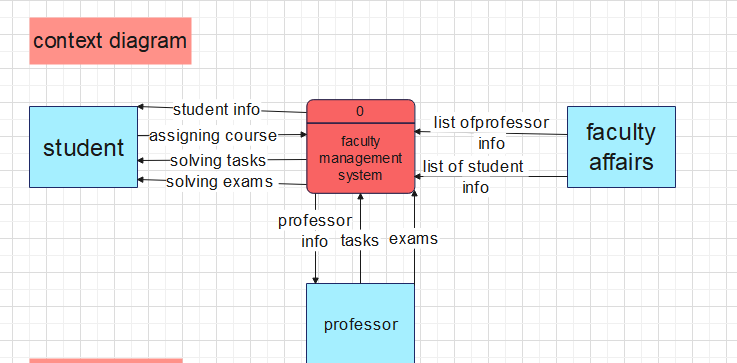 context diagram
student
student info
assigning course
solving tasks
solving exams
0
faculty
management
system
list ofprofessor
info
list of student
info
faculty
affairs
professor
info
tasks
exams
professor